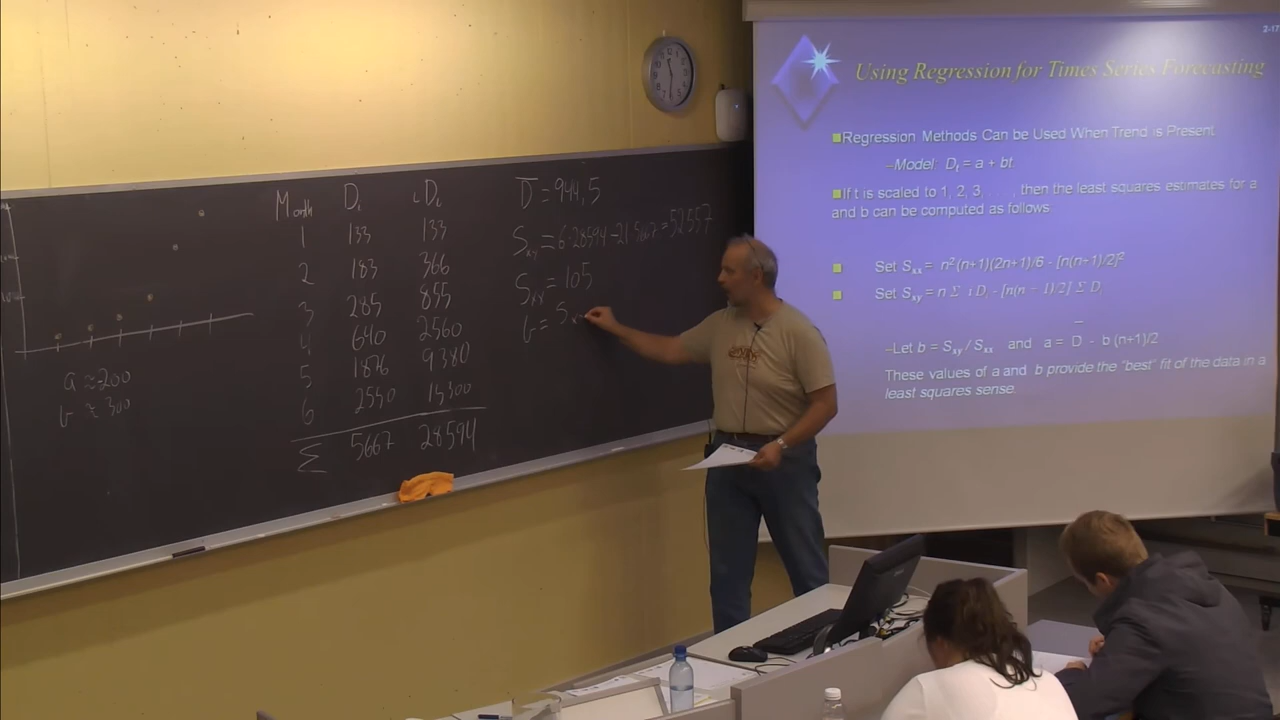 Month D_t tD_t
1 133 133
2 183 366
3 285 855
4 640 2560
5 1876 9380
6 2550 15300
Σ 5667 28594
a ≈ 200
b ≈ 300
D̅ = 944,5
S_xy = 6·28594 - 21·5667 = 52557
S_xx = 105
b = S_x
2-17
Using Regression for Times Series Forecasting
Regression Methods Can be Used When Trend is Present
–Model: D_t = a + bt.
If t is scaled to 1, 2, 3, . . . , then the least squares estimates for a
and b can be computed as follows:
Set S_xx = n²(n+1)(2n+1)/6 - [n(n+1)/2]²
Set S_xy = n Σ i D_i - [n(n + 1)/2] Σ D_i
–Let b = S_xy / S_xx and a = D̅ - b (n+1)/2
These values of a and b provide the "best" fit of the data in a
least squares sense.